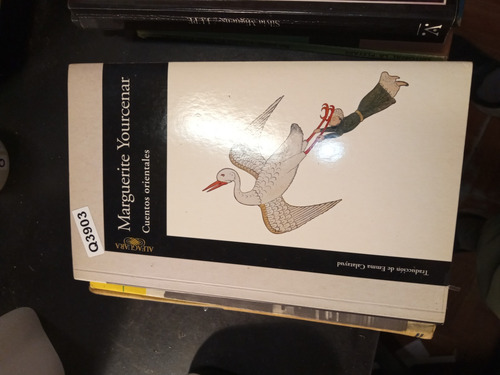 Marguerite Yourcenar
Cuentos orientales
ALFAGUARA
Traducción de Emma Calatayud
Q3903